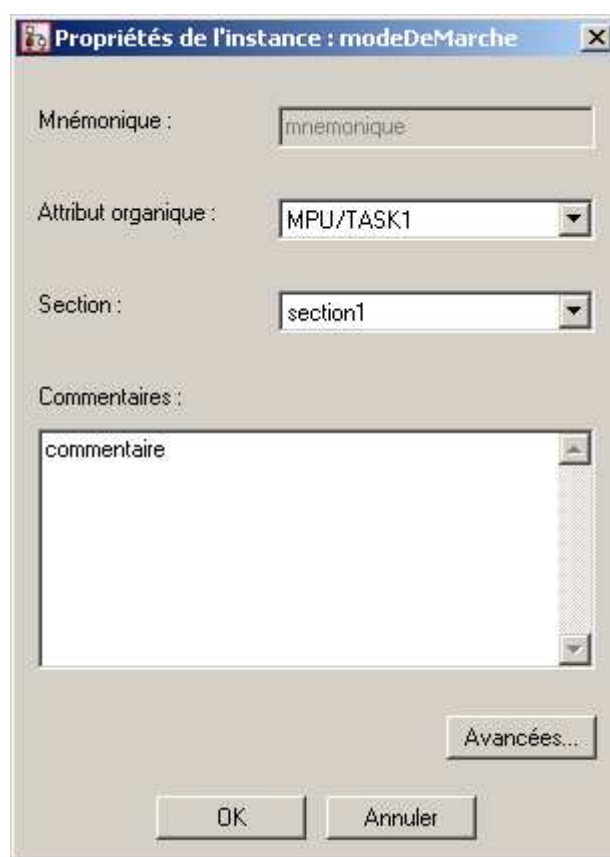 Propriétés de l'instance : modeDeMarche
Mnémonique :
mnemonique
Attribut organique :
MPU/TASK1
Section :
section1
Commentaires :
commentaire
Avancées...
OK
Annuler